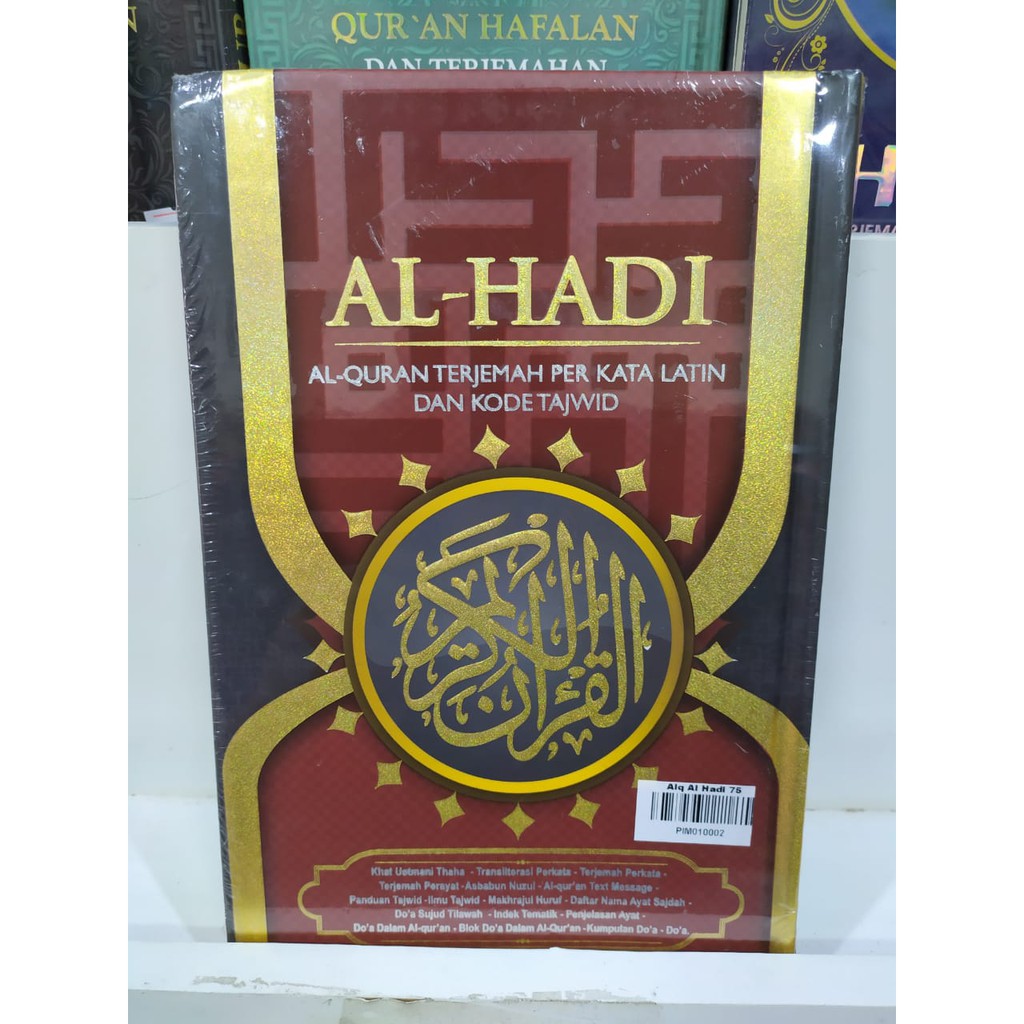 QUR`AN HAFALAN
DAN TERJEMAHAN
AL-HADI
AL-QURAN TERJEMAH PER KATA LATIN
DAN KODE TAJWID
القرآن الكريم
Alq Al Hadi 75
PIM010002
Khat Ustmani Thaha - Transliterasi Perkata - Terjemah Perkata -
Terjemah Perayat - Asbabun Nuzul - Al-qur'an Text Message -
Panduan Tajwid - Ilmu Tajwid - Makhrajul Huruf - Daftar Nama Ayat Sajdah -
Do'a Sujud Tilawah - Indek Tematik - Penjelasan Ayat -
Do'a Dalam Al-qur'an - Blok Do'a Dalam Al-Qur'an - Kumpulan Do'a - Do'a.